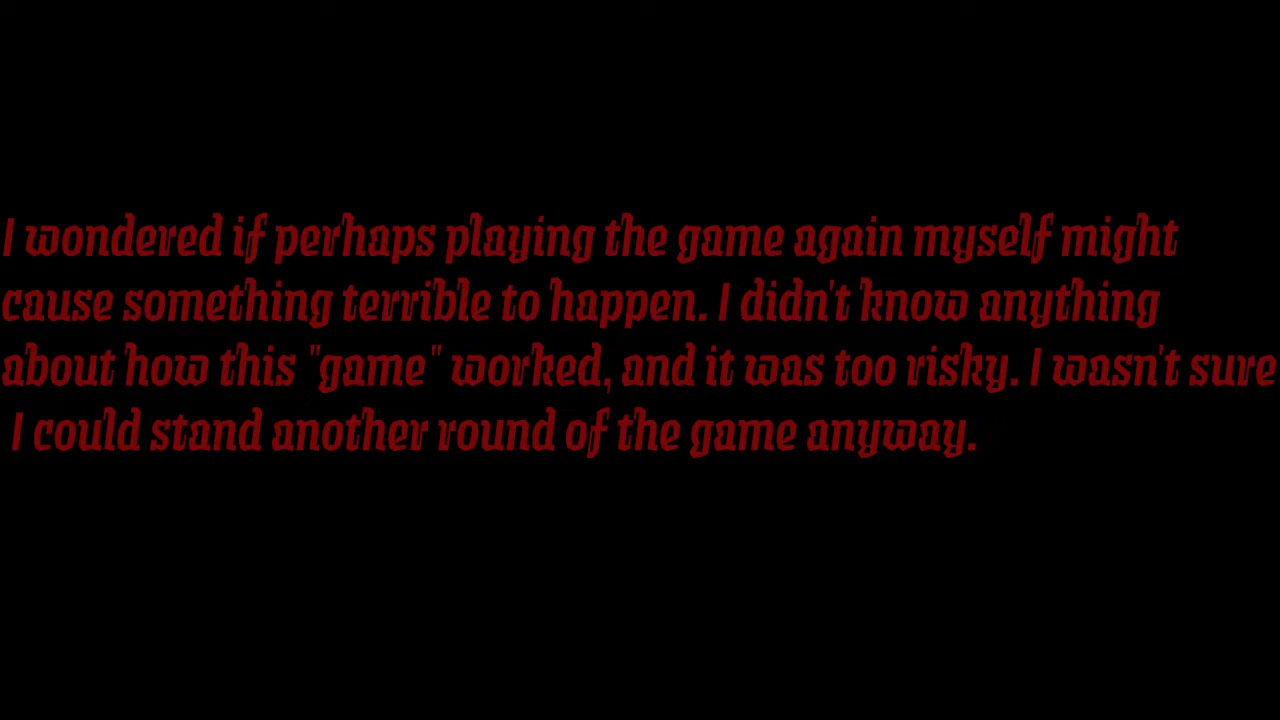 I wondered if perhaps playing the game again myself might
cause something terrible to happen. I didn't know anything
about how this "game" worked, and it was too risky. I wasn't sure
I could stand another round of the game anyway.